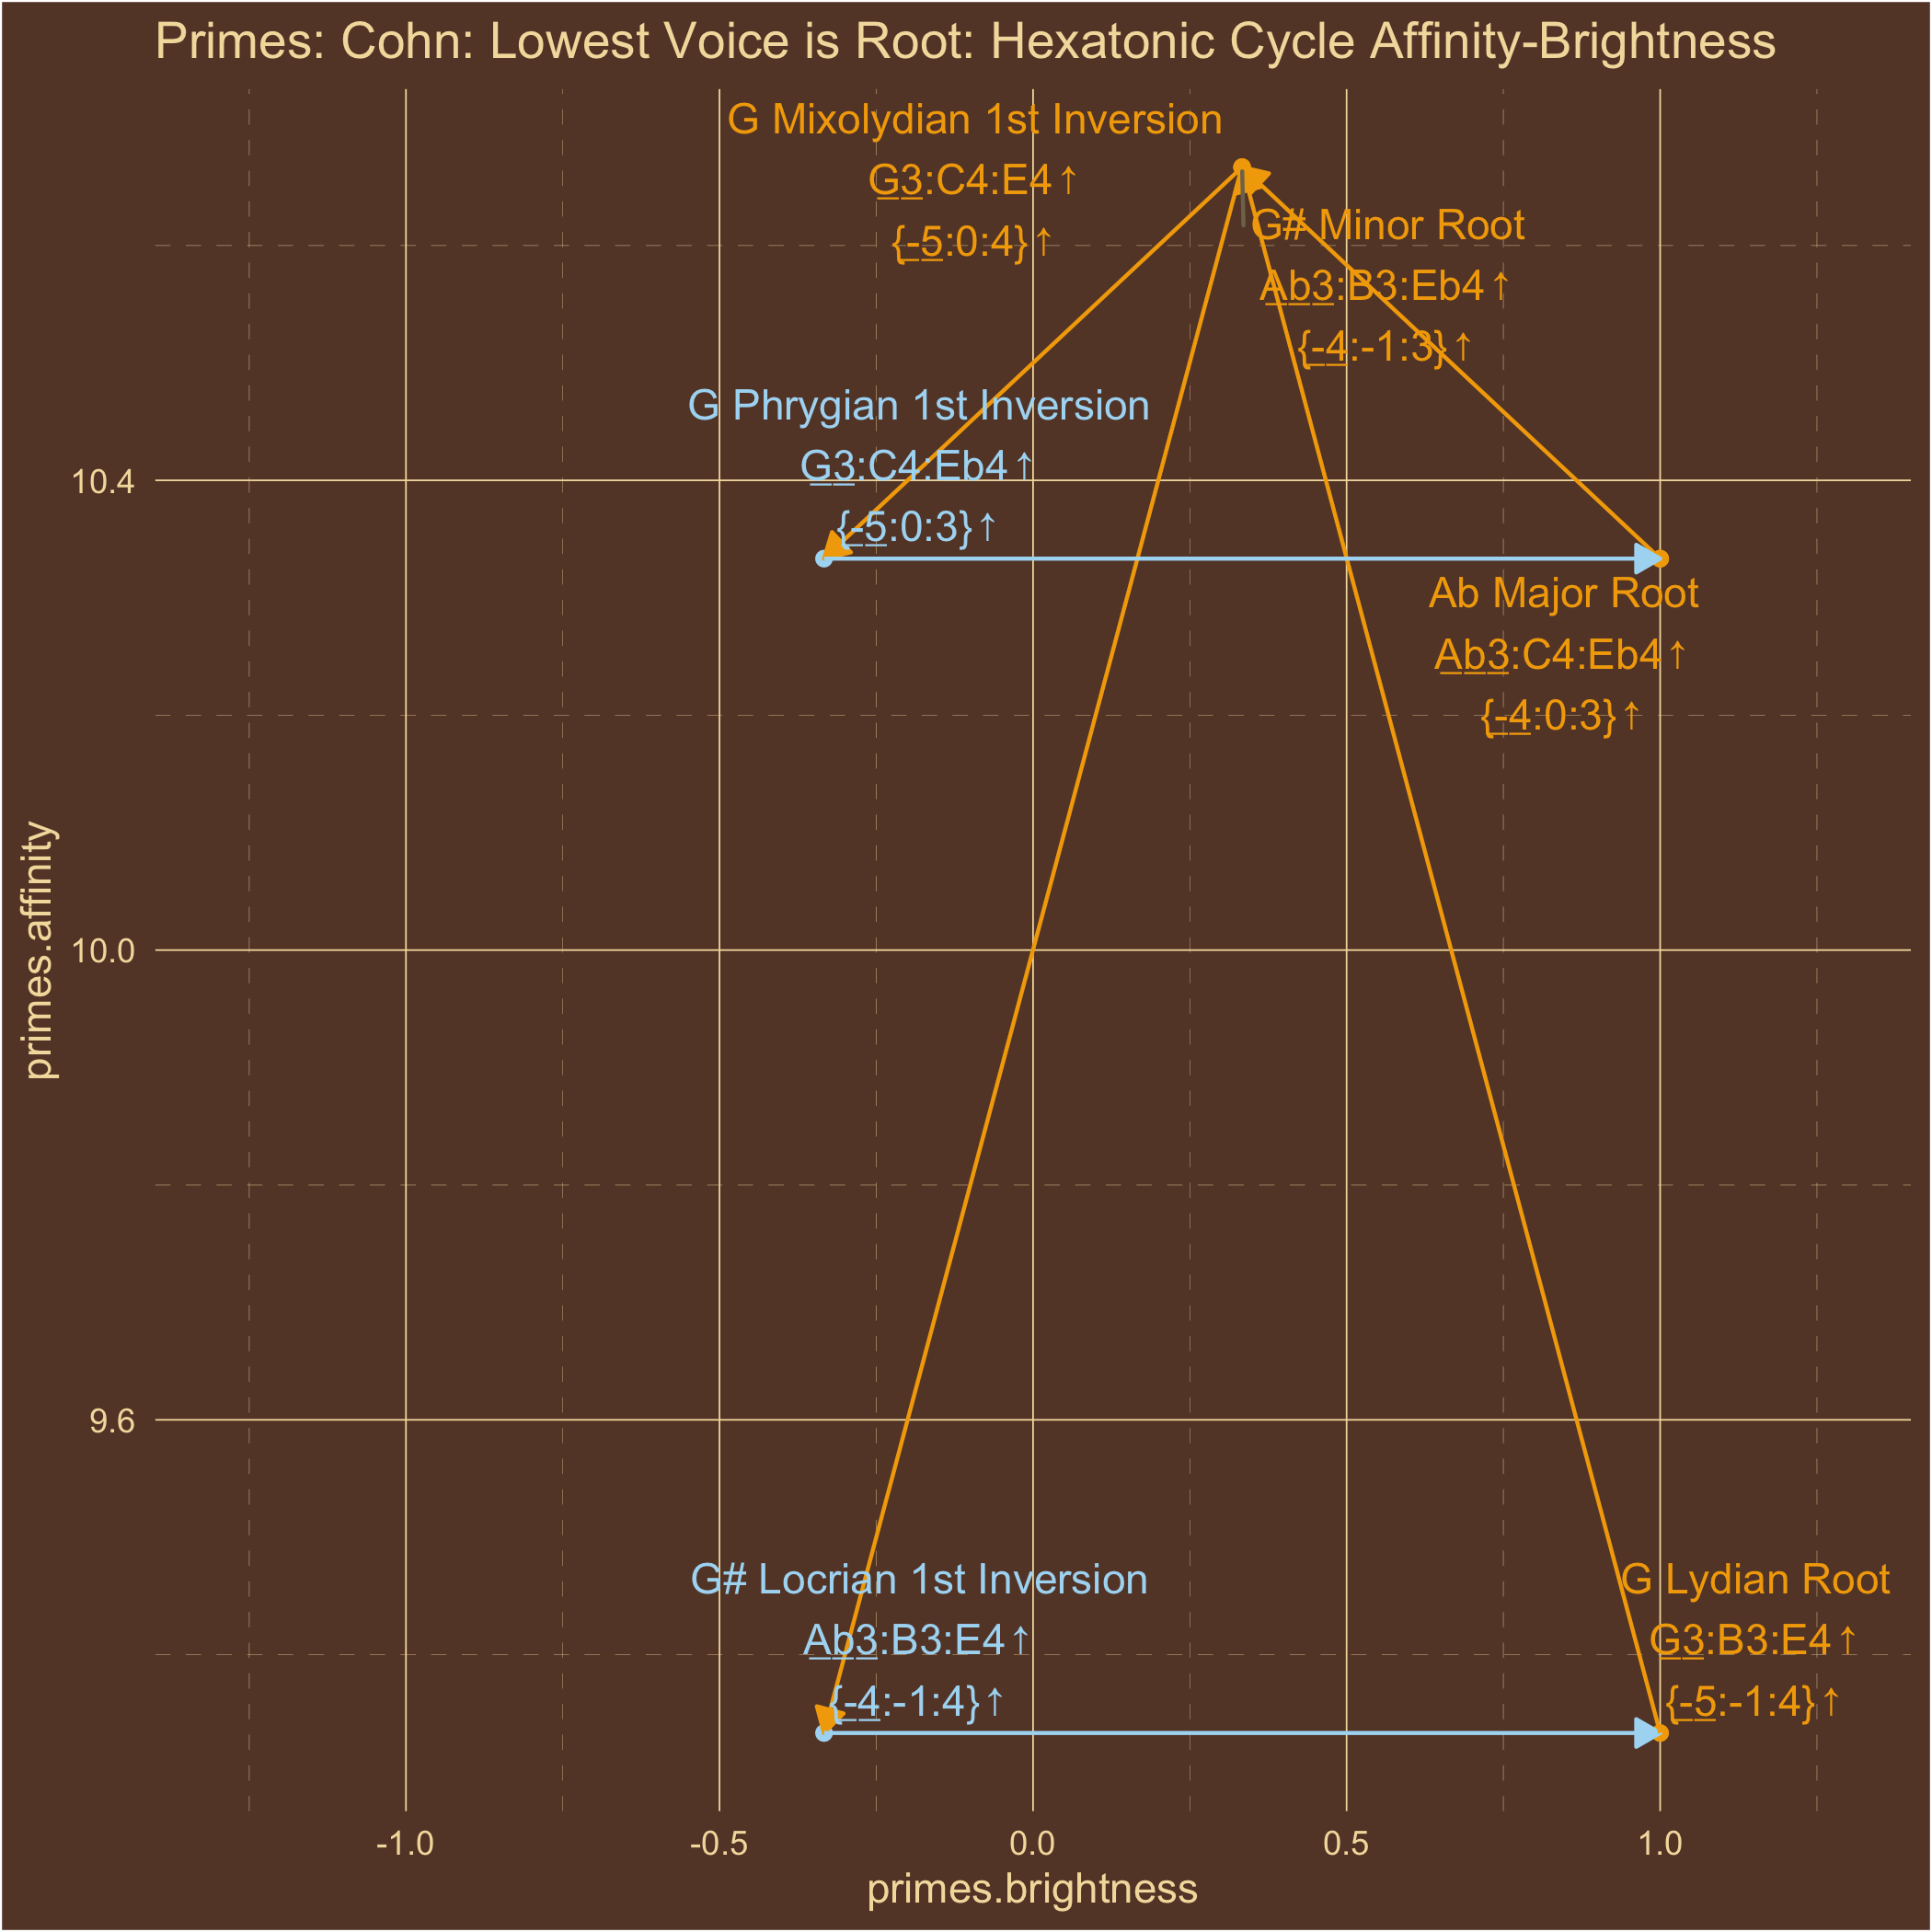 Primes: Cohn: Lowest Voice is Root: Hexatonic Cycle Affinity-Brightness
G Mixolydian 1st Inversion
G3:C4:E4↑
{-5:0:4}↑
G# Minor Root
Ab3:B3:Eb4↑
{-4:-1:3}↑
G Phrygian 1st Inversion
G3:C4:Eb4↑
{-5:0:3}↑
Ab Major Root
Ab3:C4:Eb4↑
{-4:0:3}↑
G# Locrian 1st Inversion
Ab3:B3:E4↑
{-4:-1:4}↑
G Lydian Root
G3:B3:E4↑
{-5:-1:4}↑
primes.affinity
10.4
10.0
9.6
-1.0
-0.5
0.0
0.5
1.0
primes.brightness